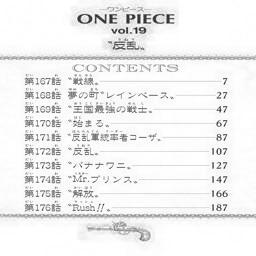 ワンピース
ONE PIECE
vol.19
〝反乱〟
CONTENTS
第167話 〝戦線〟 7
第168話 夢の町〝レインベース〟 27
第169話 〝王国最強の戦士〟 49
第170話 〝始まる〟 67
第171話 〝反乱軍統率者コーザ〟 87
第172話 〝反乱〟 107
第173話 〝バナナワニ〟 127
第174話 〝Mr.プリンス〟 147
第175話 〝解放〟 166
第176話 〝Rush!!〟 187